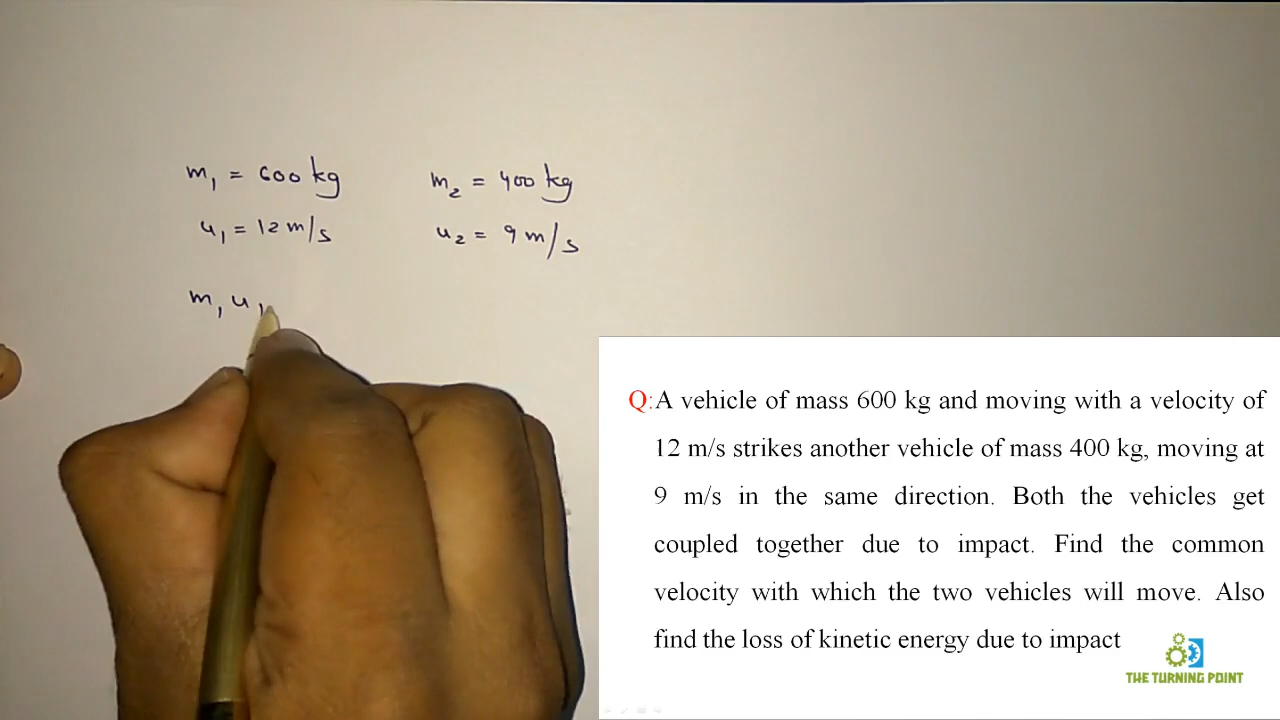 m₁ = 600 kg
m₂ = 400 kg
u₁ = 12 m/s
u₂ = 9 m/s
m₁u₁
Q:A vehicle of mass 600 kg and moving with a velocity of
12 m/s strikes another vehicle of mass 400 kg, moving at
9 m/s in the same direction. Both the vehicles get
coupled together due to impact. Find the common
velocity with which the two vehicles will move. Also
find the loss of kinetic energy due to impact
THE TURNING POINT